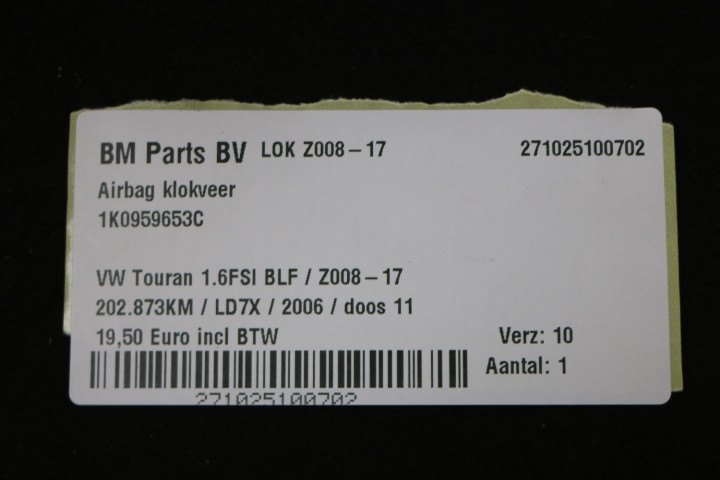 BM Parts BV LOK Z008-17 271025100702
Airbag klokveer
1K0959653C
VW Touran 1.6FSI BLF / Z008-17
202.873KM / LD7X / 2006 / doos 11
19,50 Euro incl BTW Verz: 10
Aantal: 1
271025100702